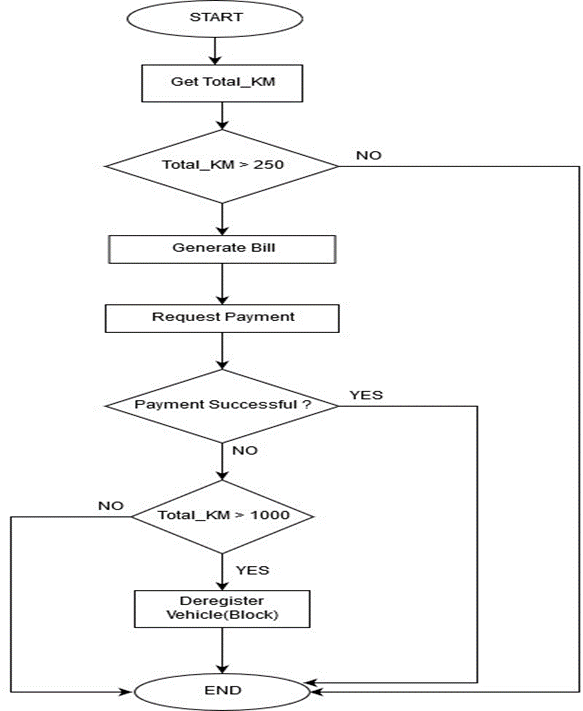 START
Get Total_KM
Total_KM > 250
NO
Generate Bill
Request Payment
Payment Successful ?
YES
NO
Total_KM > 1000
NO
YES
Deregister
Vehicle(Block)
END